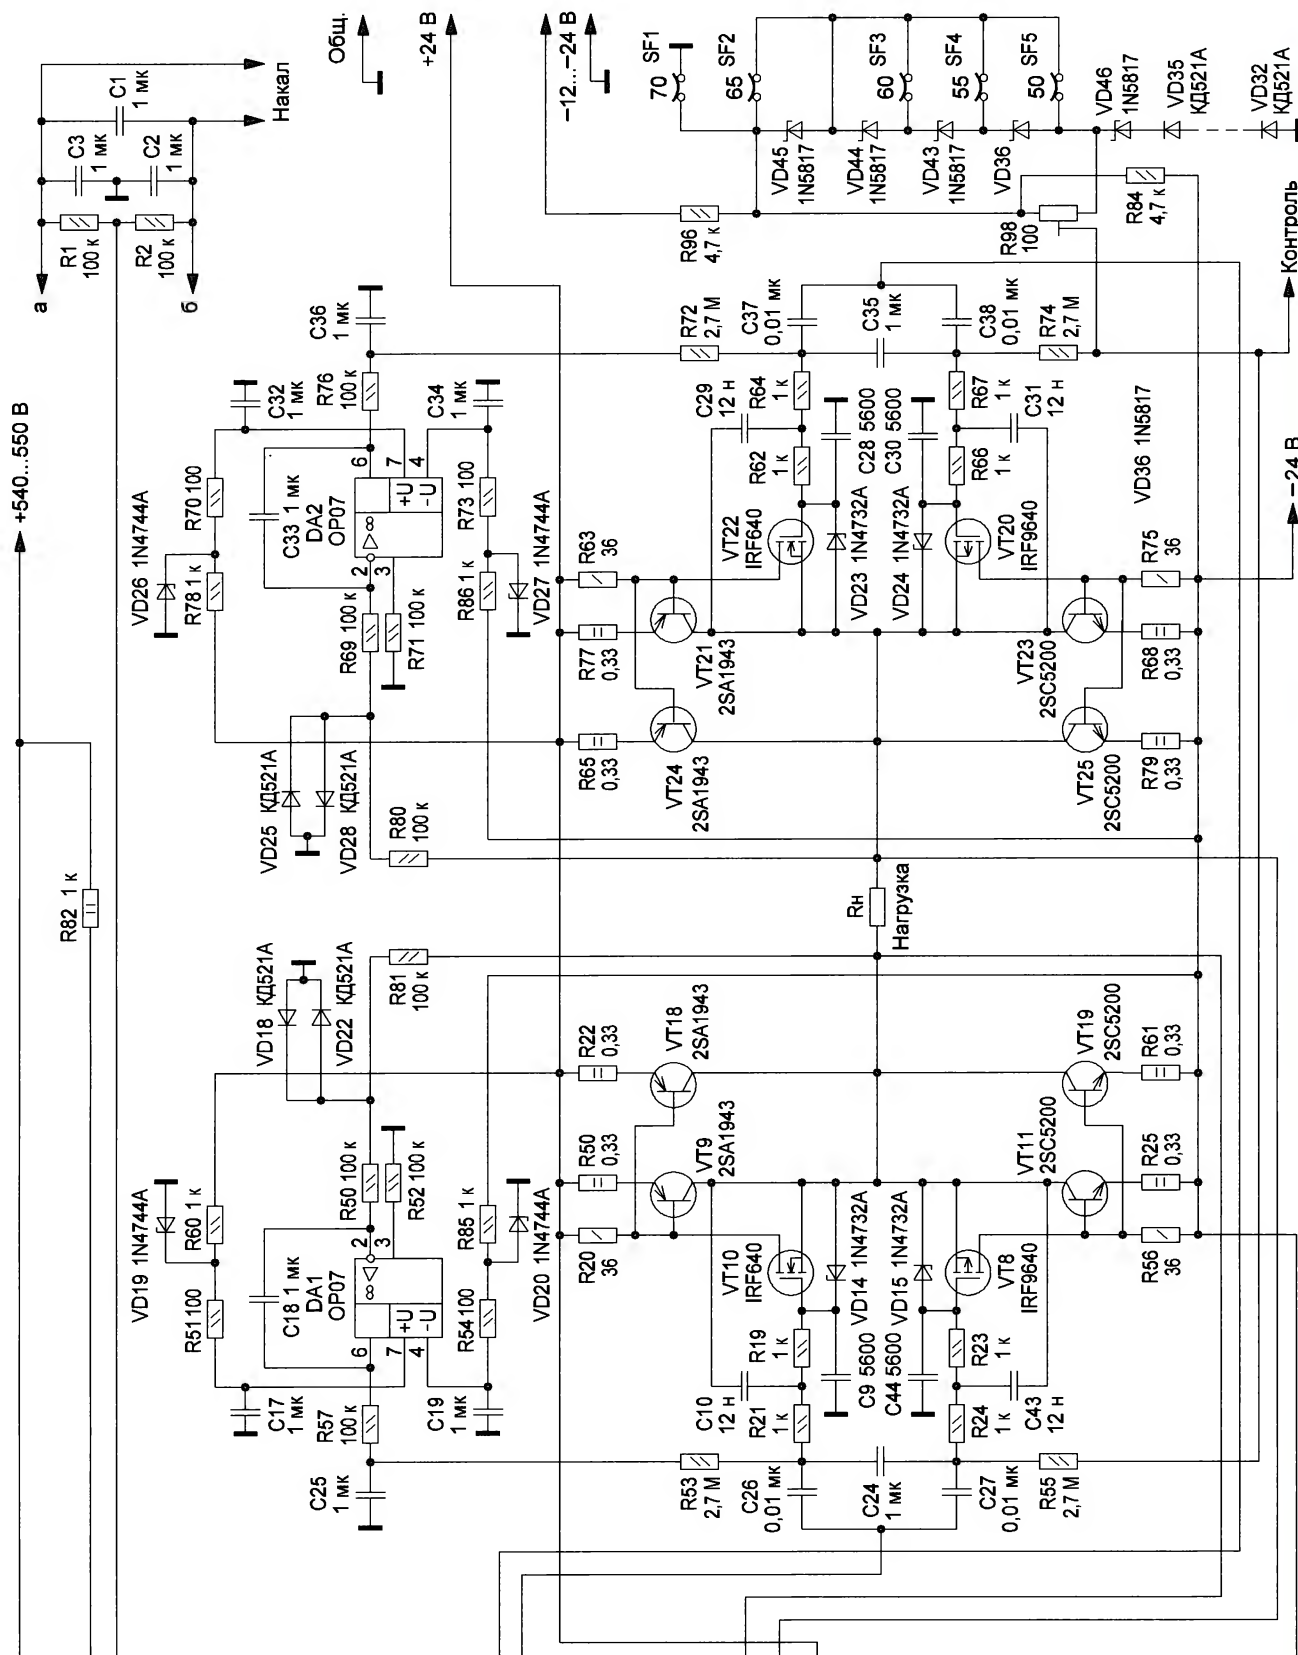 +540...550 В
R82 1 к
а
R1
100 к
R2
100 к
б
C3
1 мк
C2
1 мк
C1
1 мк
Накал
Общ.
+24 В
−12...−24 В
70
SF1
65
SF2
60
SF3
55
SF4
50
SF5
VD45
1N5817
VD44
1N5817
VD43
1N5817
VD36
VD46
1N5817
VD35
КД521А
VD32
КД521А
R96
4,7 к
R98
100
R84
4,7 к
Контроль
−24 В
VD36 1N5817
VD26 1N4744A
R78 1 к
R70 100
C32
1 мк
C36
1 мк
R76
100 к
C33 1 мк
DA2
OP07
▷∞
+U
-U
2
3
6
7
4
C34
1 мк
R73 100
R86 1 к
VD27 1N4744A
R69 100 к
R71 100 к
VD25 КД521А
VD28 КД521А
R80
100 к
R72
2,7 М
C37
0,01 мк
C35
1 мк
C38
0,01 мк
R74
2,7 М
C29
12 н
R64
1 к
R62
1 к
C28 5600
C30 5600
R67
1 к
R66
1 к
C31
12 н
VT22
IRF640
VD23 1N4732A
VD24 1N4732A
VT20
IRF9640
R63
36
R77
0,33
R65
0,33
VT21
2SA1943
VT24
2SA1943
VT23
2SC5200
VT25
2SC5200
R75
36
R68
0,33
R79
0,33
Rн
Нагрузка
VD18 КД521А
VD22 КД521А
R81
100 к
VD19 1N4744A
R60 1 к
R51 100
C17
1 мк
C18 1 мк
DA1
OP07
▷∞
+U
-U
2
3
6
7
4
R50 100 к
R52 100 к
R85 1 к
R54 100
VD20 1N4744A
C19
1 мк
R57
100 к
C25
1 мк
R22
0,33
R50
0,33
R20
36
VT18
2SA1943
VT9
2SA1943
VT10
IRF640
VD14 1N4732A
VD15 1N4732A
VT8
IRF9640
VT19
2SC5200
VT11
2SC5200
R61
0,33
R25
0,33
R56
36
R19
1 к
C10
12 н
R21
1 к
C9 5600
C44 5600
R23
1 к
R24
1 к
C43
12 н
R53
2,7 М
C26
0,01 мк
C24
1 мк
C27
0,01 мк
R55
2,7 М